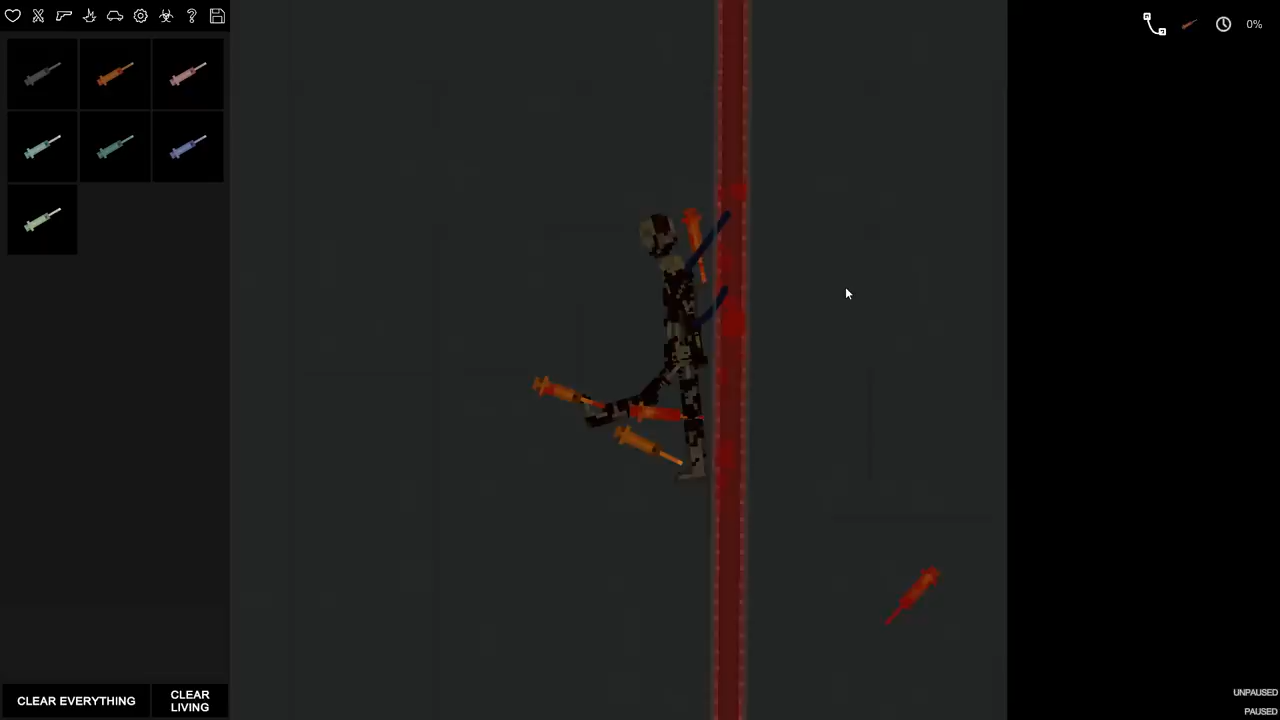 0%
CLEAR EVERYTHING
CLEAR
LIVING
UNPAUSED
PAUSED